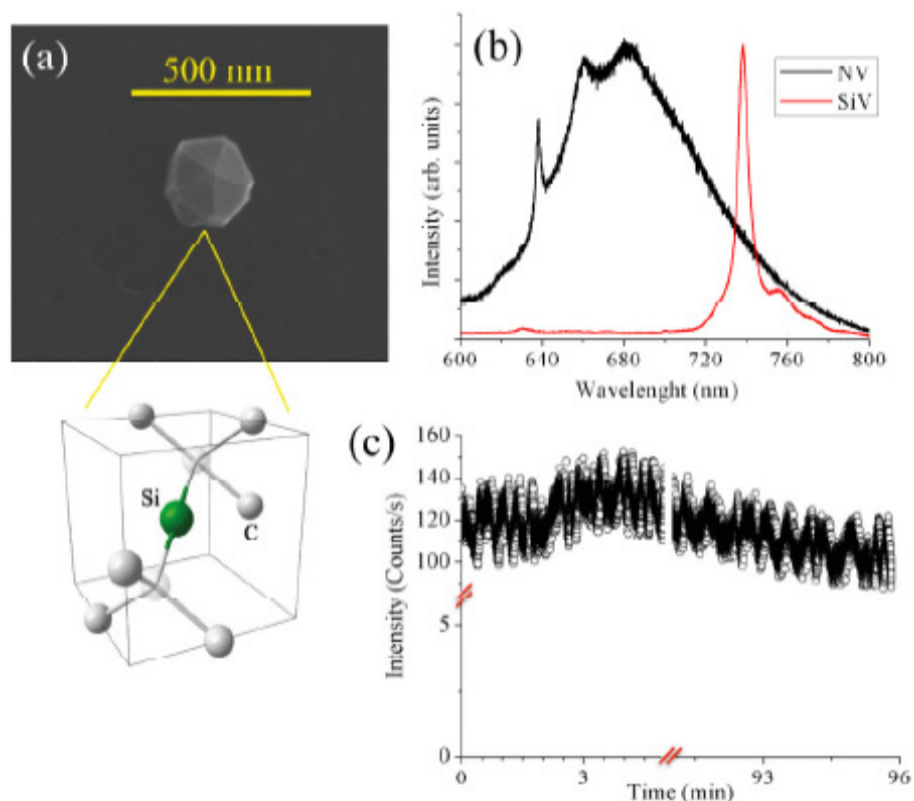 (a)
500 nm
Si
C
(b)
NV
SiV
Intensity (arb. units)
600 640 680 720 760 800
Wavelenght (nm)
(c)
160
140
120
100
5
0
Intensity (Counts/s)
0 3 93 96
Time (min)